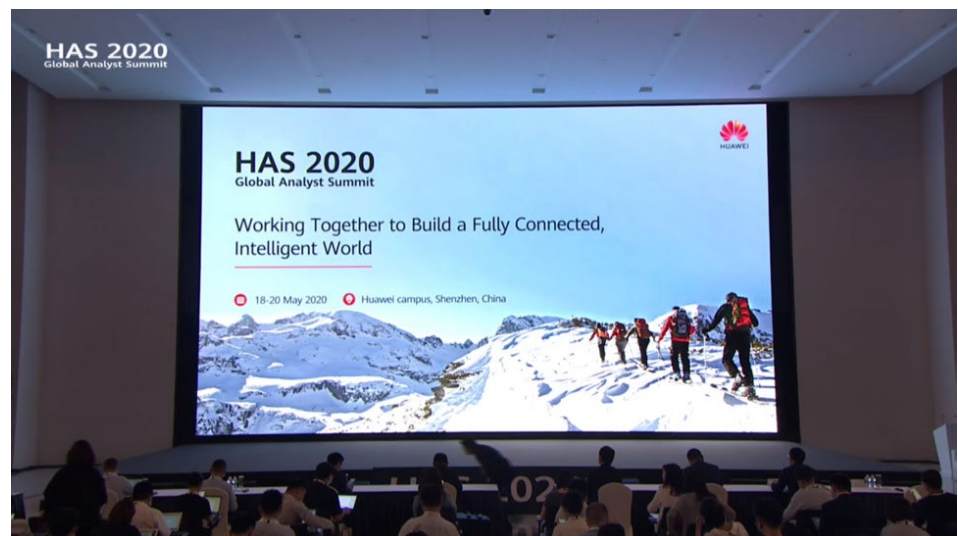 HAS 2020
Global Analyst Summit
HUAWEI
HAS 2020
Global Analyst Summit
Working Together to Build a Fully Connected,
Intelligent World
18-20 May 2020
Huawei campus, Shenzhen, China